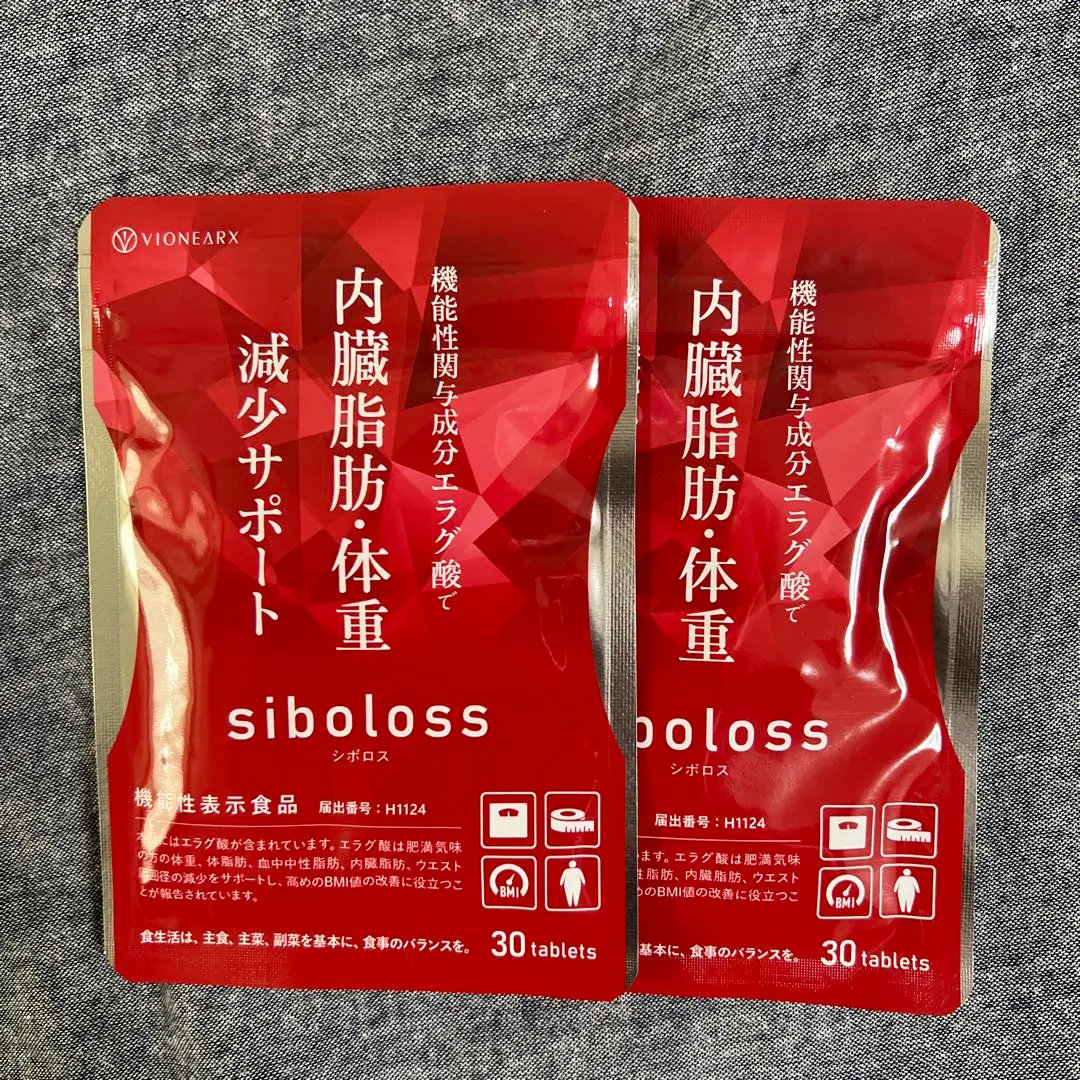 VIONEARX
機能性関与成分エラグ酸で
内臓脂肪・体重
減少サポート
siboloss
シボロス
機能性表示食品 届出番号：H1124
にはエラグ酸が含まれています。エラグ酸は肥満気味
の方の体重、体脂肪、血中中性脂肪、内臓脂肪、ウエスト
周囲径の減少をサポートし、高めのBMI値の改善に役立つこ
とが報告されています。
BMI
食生活は、主食、主菜、副菜を基本に、食事のバランスを。
30 tablets
機能性関与成分エラグ酸で
内臓脂肪・体重
boloss
シボロス
届出番号：H1124
います。エラグ酸は肥満気味
性脂肪、内臓脂肪、ウエスト
のBMI値の改善に役立つこ
BMI
基本に、食事のバランスを。
30 tablets